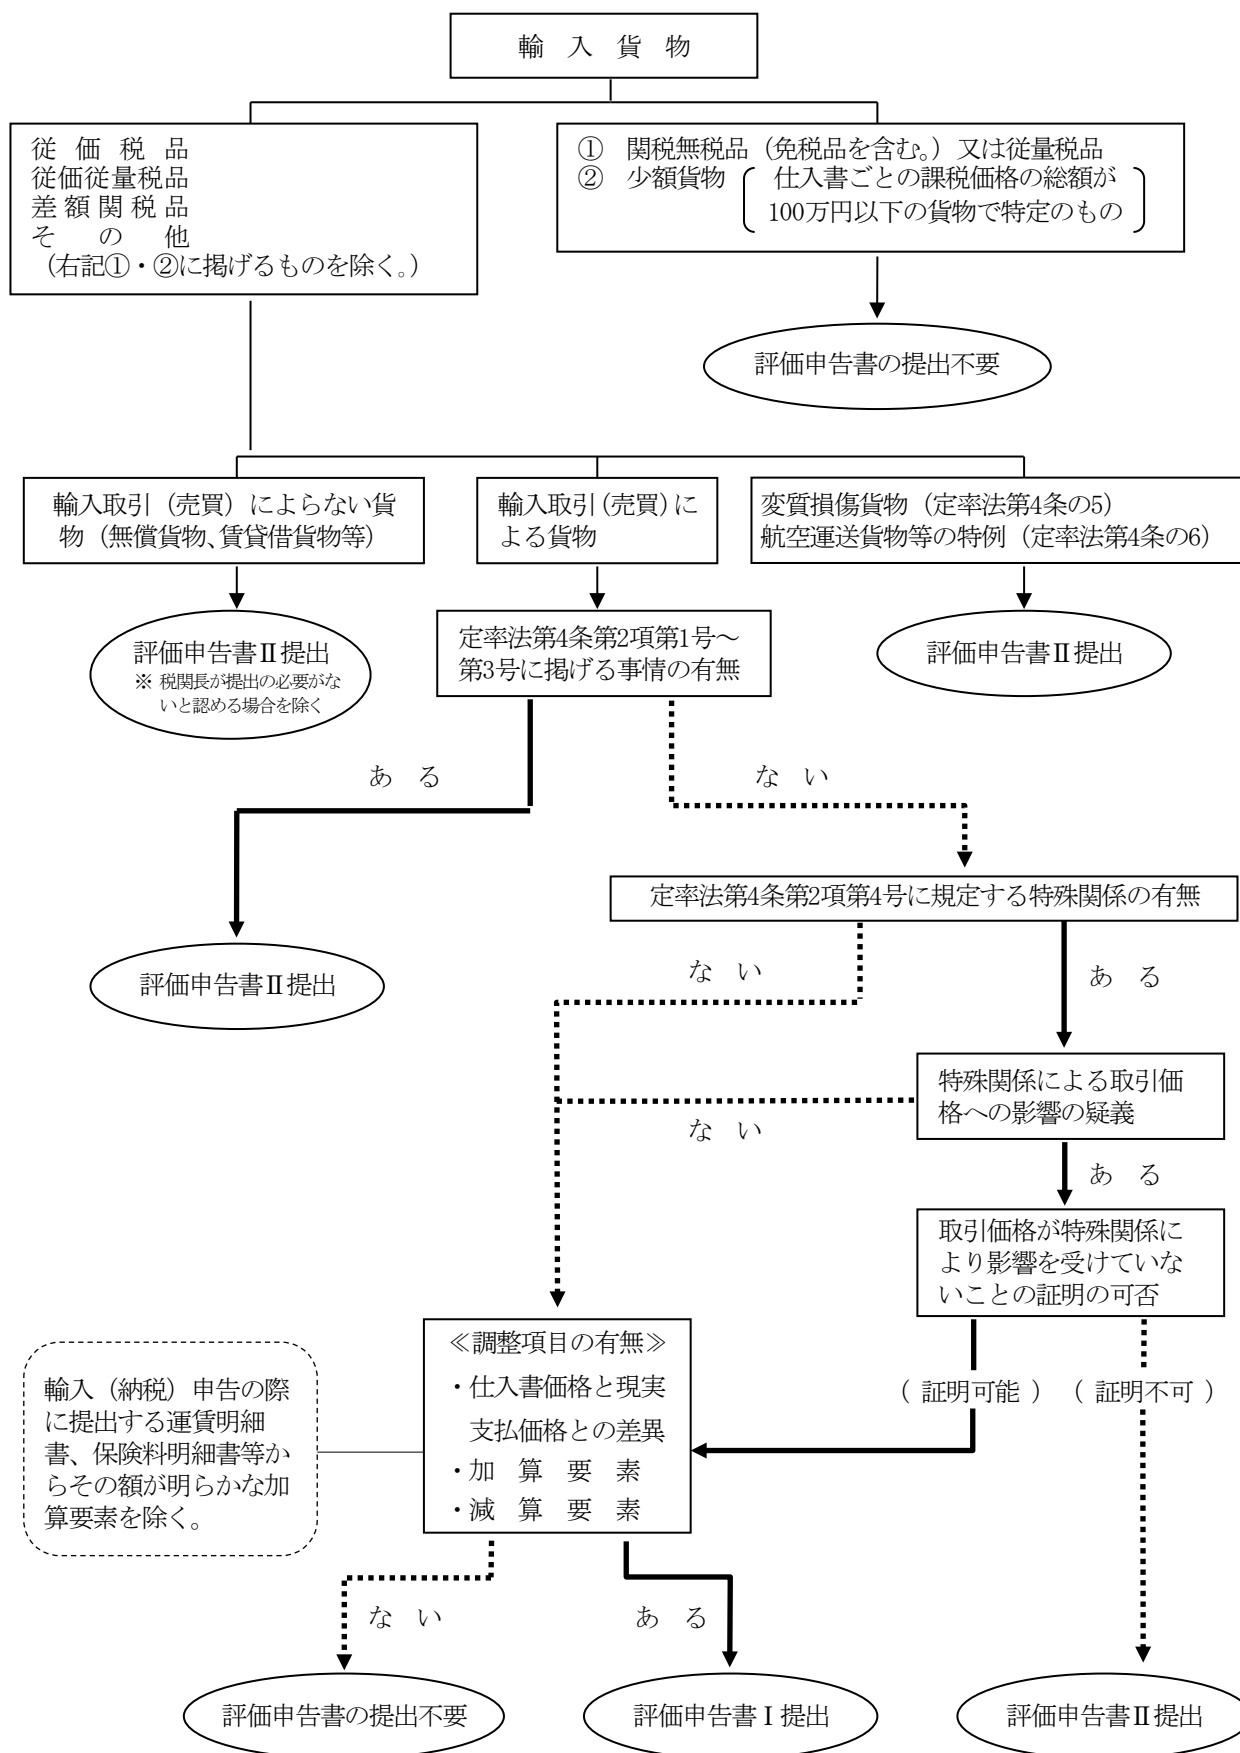 輸 入 貨 物
従 価 税 品
従価従量税品
差 額 関 税 品
そ の 他
（右記①・②に掲げるものを除く。）
① 関税無税品（免税品を含む。）又は従量税品
② 少額貨物
仕入書ごとの課税価格の総額が
100万円以下の貨物で特定のもの
評価申告書の提出不要
輸入取引（売買）によらない貨
物（無償貨物、賃貸借貨物等）
輸入取引（売買）に
よる貨物
変質損傷貨物（定率法第4条の5）
航空運送貨物等の特例（定率法第4条の6）
評価申告書Ⅱ提出
※ 税関長が提出の必要がな
いと認める場合を除く
定率法第4条第2項第1号～
第3号に掲げる事情の有無
評価申告書Ⅱ提出
あ る
な い
定率法第4条第2項第4号に規定する特殊関係の有無
評価申告書Ⅱ提出
な い
あ る
特殊関係による取引価
格への影響の疑義
な い
あ る
取引価格が特殊関係に
より影響を受けていな
いことの証明の可否
≪調整項目の有無≫
・仕入書価格と現実
支払価格との差異
・加 算 要 素
・減 算 要 素
（ 証明可能 ）
（ 証明不可 ）
輸入（納税）申告の際
に提出する運賃明細
書、保険料明細書等か
らその額が明らかな加
算要素を除く。
な い
あ る
評価申告書の提出不要
評価申告書Ⅰ提出
評価申告書Ⅱ提出